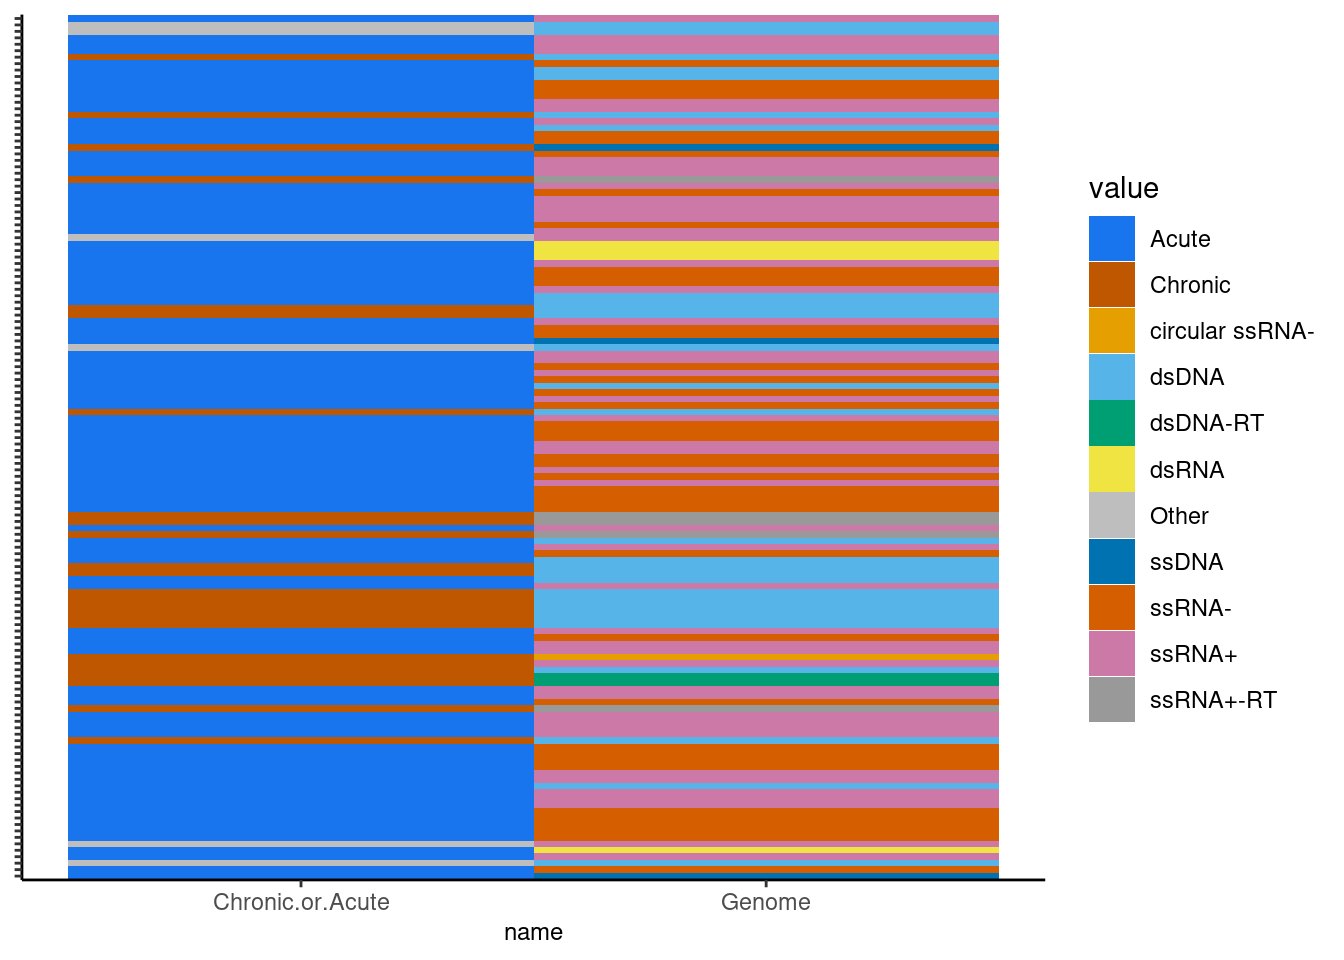 value
Acute
Chronic
circular ssRNA-
dsDNA
dsDNA-RT
dsRNA
Other
ssDNA
ssRNA-
ssRNA+
ssRNA+-RT
Chronic.or.Acute
Genome
name